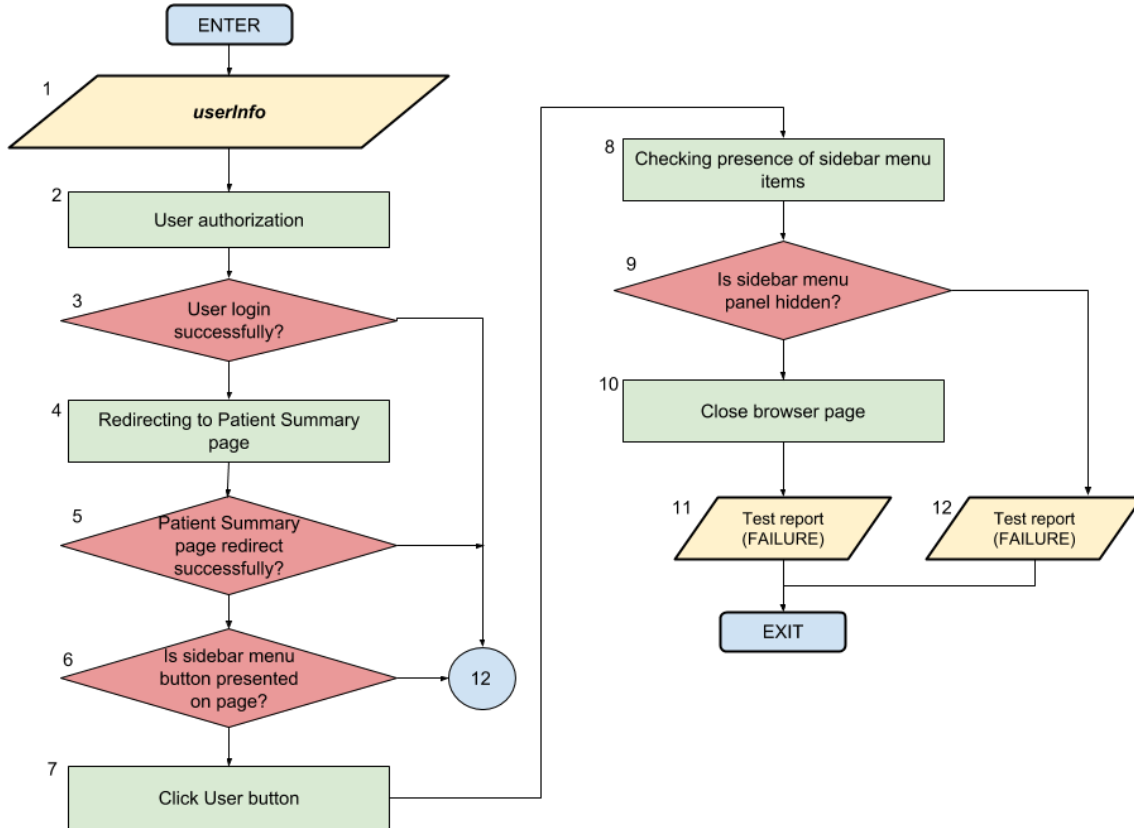 ENTER
1
userInfo
2
User authorization
3
User login
successfully?
4
Redirecting to Patient Summary
page
5
Patient Summary
page redirect
successfully?
6
Is sidebar menu
button presented
on page?
12
7
Click User button
8
Checking presence of sidebar menu
items
9
Is sidebar menu
panel hidden?
10
Close browser page
11
Test report
(FAILURE)
12
Test report
(FAILURE)
EXIT